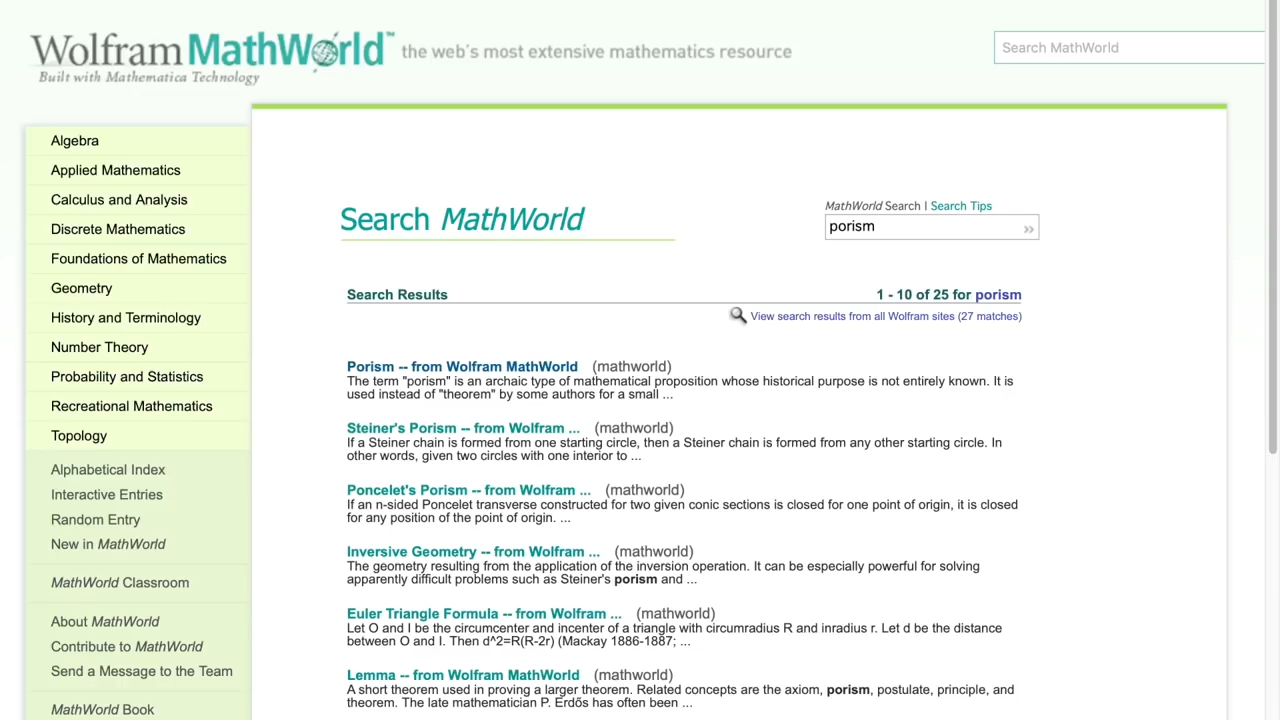 Wolfram MathWorld™ the web's most extensive mathematics resource
Built with Mathematica Technology
Search MathWorld
Algebra
Applied Mathematics
Calculus and Analysis
Discrete Mathematics
Foundations of Mathematics
Geometry
History and Terminology
Number Theory
Probability and Statistics
Recreational Mathematics
Topology
Alphabetical Index
Interactive Entries
Random Entry
New in MathWorld
MathWorld Classroom
About MathWorld
Contribute to MathWorld
Send a Message to the Team
MathWorld Book
Search MathWorld
MathWorld Search | Search Tips
porism »
Search Results 1 - 10 of 25 for porism
View search results from all Wolfram sites (27 matches)
Porism -- from Wolfram MathWorld (mathworld)
The term "porism" is an archaic type of mathematical proposition whose historical purpose is not entirely known. It is
used instead of "theorem" by some authors for a small ...
Steiner's Porism -- from Wolfram ... (mathworld)
If a Steiner chain is formed from one starting circle, then a Steiner chain is formed from any other starting circle. In
other words, given two circles with one interior to ...
Poncelet's Porism -- from Wolfram ... (mathworld)
If an n-sided Poncelet transverse constructed for two given conic sections is closed for one point of origin, it is closed
for any position of the point of origin. ...
Inversive Geometry -- from Wolfram ... (mathworld)
The geometry resulting from the application of the inversion operation. It can be especially powerful for solving
apparently difficult problems such as Steiner's porism and ...
Euler Triangle Formula -- from Wolfram ... (mathworld)
Let O and I be the circumcenter and incenter of a triangle with circumradius R and inradius r. Let d be the distance
between O and I. Then d^2=R(R-2r) (Mackay 1886-1887; ...
Lemma -- from Wolfram MathWorld (mathworld)
A short theorem used in proving a larger theorem. Related concepts are the axiom, porism, postulate, principle, and
theorem. The late mathematician P. Erdős has often been ...